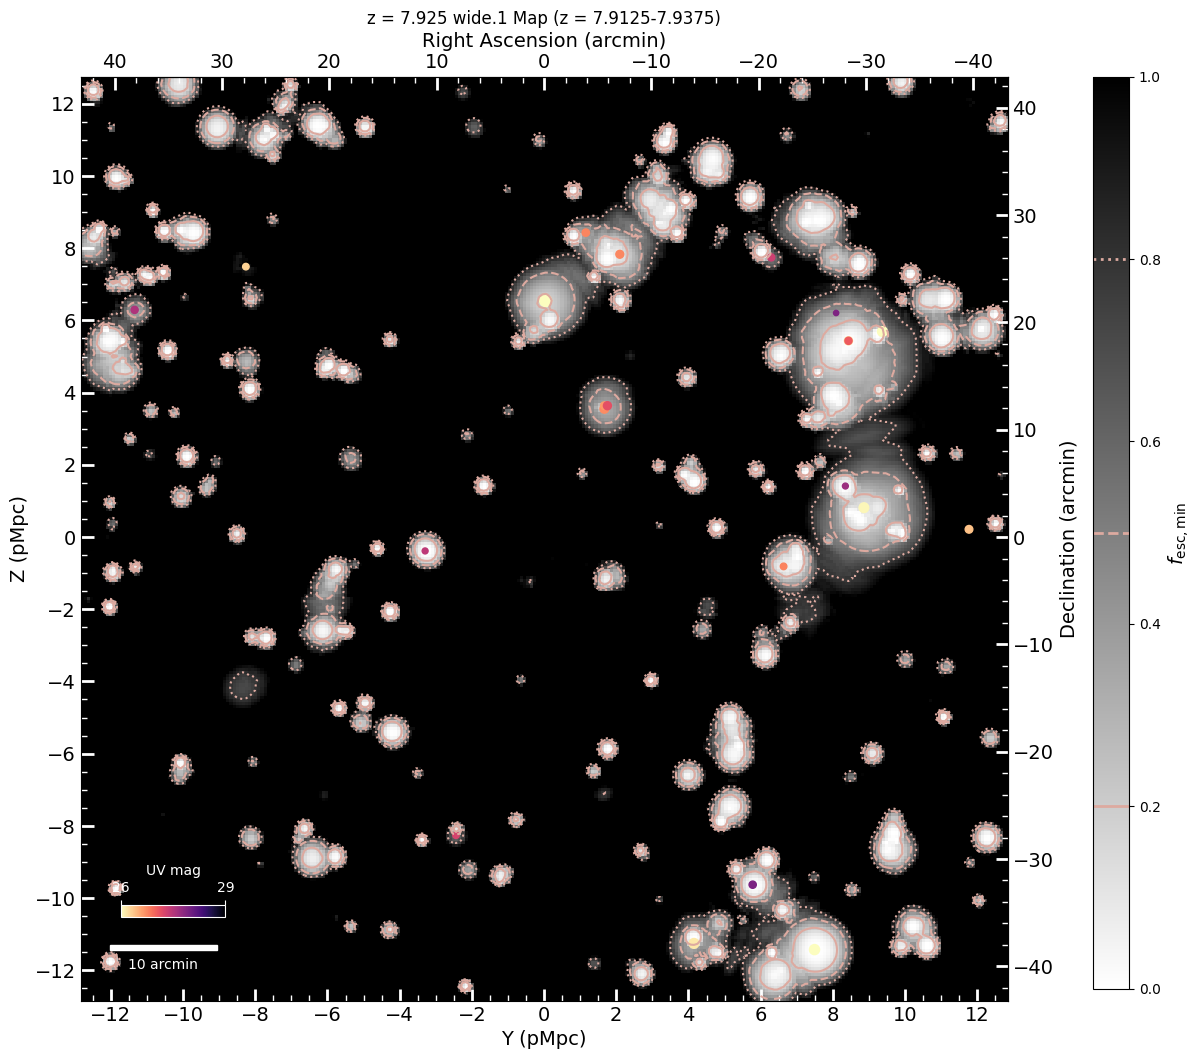 z = 7.925 wide.1 Map (z = 7.9125-7.9375)
Right Ascension (arcmin)
40 30 20 10 0 −10 −20 −30 −40
12
10
8
6
4
2
0
−2
−4
−6
−8
−10
−12
Z (pMpc)
40
30
20
10
0
−10
−20
−30
−40
Declination (arcmin)
1.0
0.8
0.6
0.4
0.2
0.0
fesc,min
UV mag
26 29
10 arcmin
−12 −10 −8 −6 −4 −2 0 2 4 6 8 10 12
Y (pMpc)